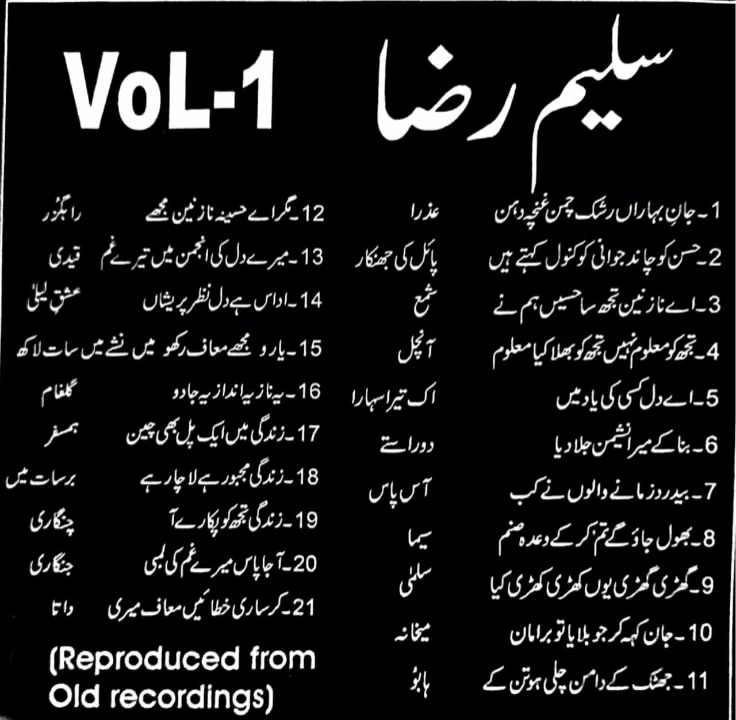 سلیم رضا
VoL-1
1۔جانِ بہاراں رشک چمن غنچہ دہن عذرا
2۔حسن کو چاند جوانی کو کنول کہتے ہیں پائل کی جھنکار
3۔اے نازنین تجھ سا حسیں ہم نے شمع
4۔تجھ کو معلوم نہیں تجھ کو بھلا کیا معلوم آنچل
5۔اے دل کسی کی یاد میں اک تیرا سہارا
6۔بنا کے میرا نشیمن جلا دیا دو راستے
7۔بیدرد زمانے والوں نے کب آس پاس
8۔بھول جاؤ گے تم کر کے وعدہ صنم سیما
9۔گھڑی گھڑی یوں کھڑی کھڑی کیا سلمٰی
10۔جان کہہ کر جو بلایا تو برا مان میخانہ
11۔جھٹک کے دامن چلی ہو تن کے ہابُو
12۔مگر اے حسینہ نازنین مجھے راہگزر
13۔میرے دل کی انجمن میں تیرے غم قیدی
14۔اداس ہے دل نظر پریشاں عشقِ لیلٰی
15۔یارو مجھے معاف رکھو میں نشے میں سات لاکھ
16۔یہ ناز یہ انداز یہ جادو گلفام
17۔زندگی میں ایک پل بھی چین ہمسفر
18۔زندگی مجبور ہے لاچار ہے برسات میں
19۔زندگی تجھ کو پکارے آ چنگاری
20۔آجا پاس میرے غم کی لمبی جنگاری
21۔کر ساری خطائیں معاف میری داتا
(Reproduced from
Old recordings)